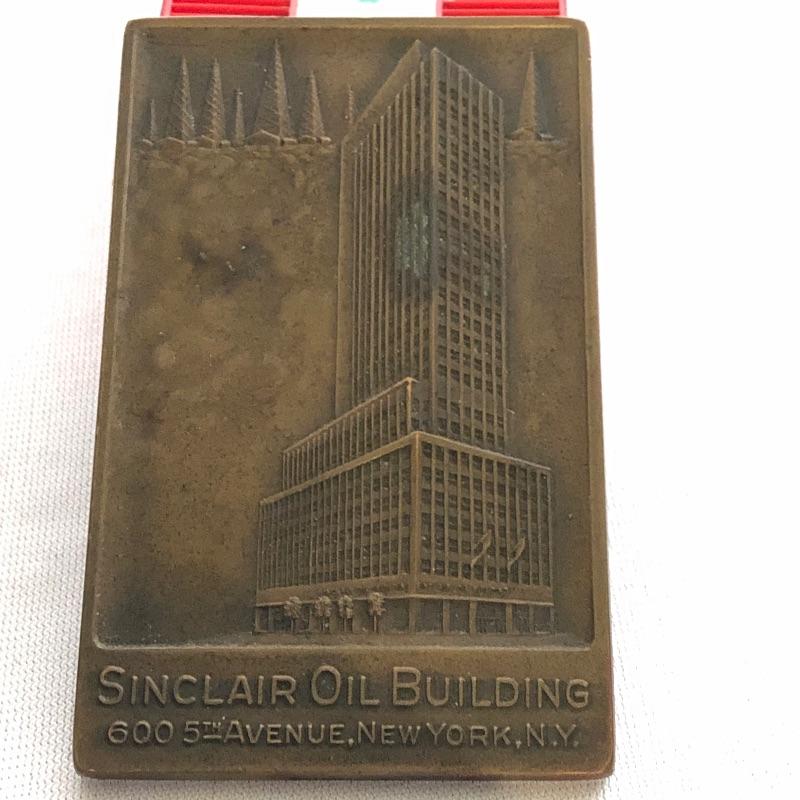 SINCLAIR OIL BUILDING
600 5TH AVENUE, NEW YORK, N.Y.